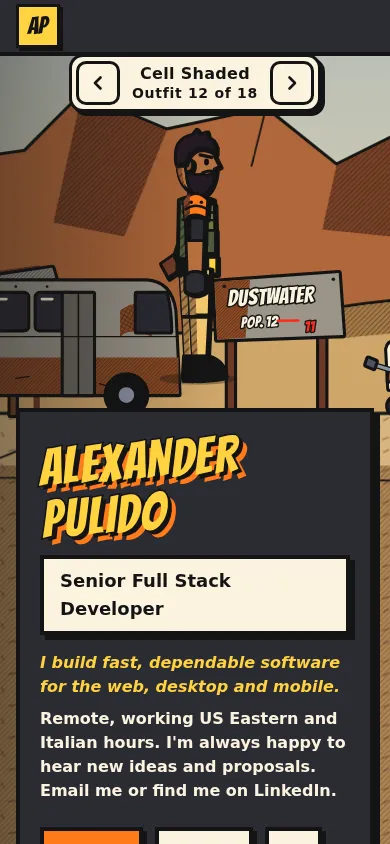 AP
Cell Shaded
Outfit 12 of 18
DUSTWATER
POP. 12 11
ALEXANDER
PULIDO
Senior Full Stack
Developer
I build fast, dependable software
for the web, desktop and mobile.
Remote, working US Eastern and
Italian hours. I'm always happy to
hear new ideas and proposals.
Email me or find me on LinkedIn.